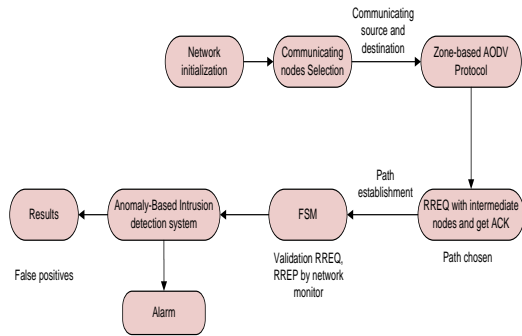 Communicating
source and
destination
Network
initialization
Communicating
nodes Selection
Zone-based AODV
Protocol
Path
establishment
Results
Anomaly-Based Intrusion
detection system
FSM
RREQ with intermediate
nodes and get ACK
False positives
Validation RREQ,
RREP by network
monitor
Path chosen
Alarm